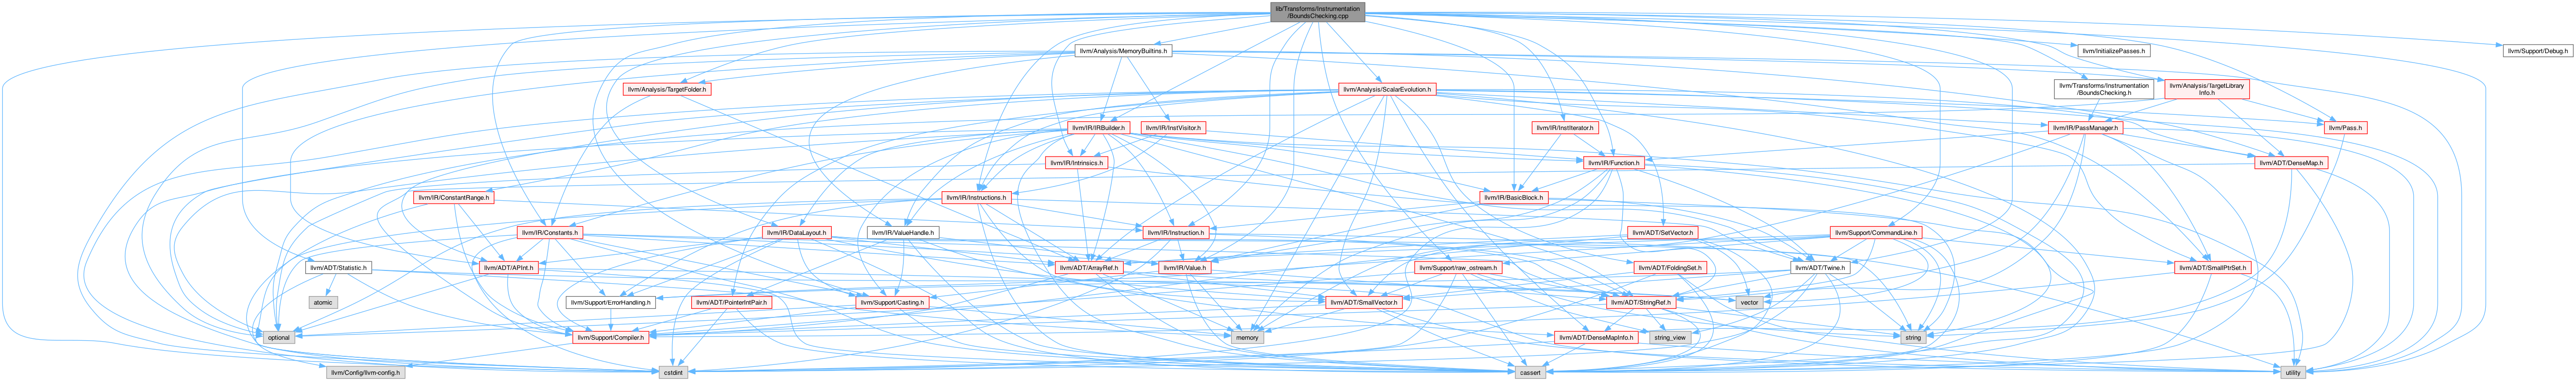 lib/Transforms/Instrumentation
/BoundsChecking.cpp
llvm/Analysis/MemoryBuiltins.h
llvm/InitializePasses.h
llvm/Support/Debug.h
llvm/Analysis/TargetFolder.h
llvm/Analysis/ScalarEvolution.h
llvm/Transforms/Instrumentation
/BoundsChecking.h
llvm/Analysis/TargetLibrary
Info.h
llvm/IR/IRBuilder.h
llvm/IR/InstVisitor.h
llvm/IR/InstIterator.h
llvm/IR/PassManager.h
llvm/Pass.h
llvm/IR/Intrinsics.h
llvm/IR/Function.h
llvm/ADT/DenseMap.h
llvm/IR/ConstantRange.h
llvm/IR/Instructions.h
llvm/IR/BasicBlock.h
llvm/IR/Constants.h
llvm/IR/DataLayout.h
llvm/IR/ValueHandle.h
llvm/IR/Instruction.h
llvm/ADT/SetVector.h
llvm/Support/CommandLine.h
llvm/ADT/Statistic.h
llvm/ADT/APInt.h
llvm/ADT/ArrayRef.h
llvm/IR/Value.h
llvm/Support/raw_ostream.h
llvm/ADT/FoldingSet.h
llvm/ADT/Twine.h
llvm/ADT/SmallPtrSet.h
atomic
llvm/Support/ErrorHandling.h
llvm/ADT/PointerIntPair.h
llvm/Support/Casting.h
llvm/ADT/SmallVector.h
llvm/ADT/StringRef.h
vector
optional
llvm/Support/Compiler.h
memory
string_view
llvm/ADT/DenseMapInfo.h
string
llvm/Config/llvm-config.h
cstdint
cassert
utility